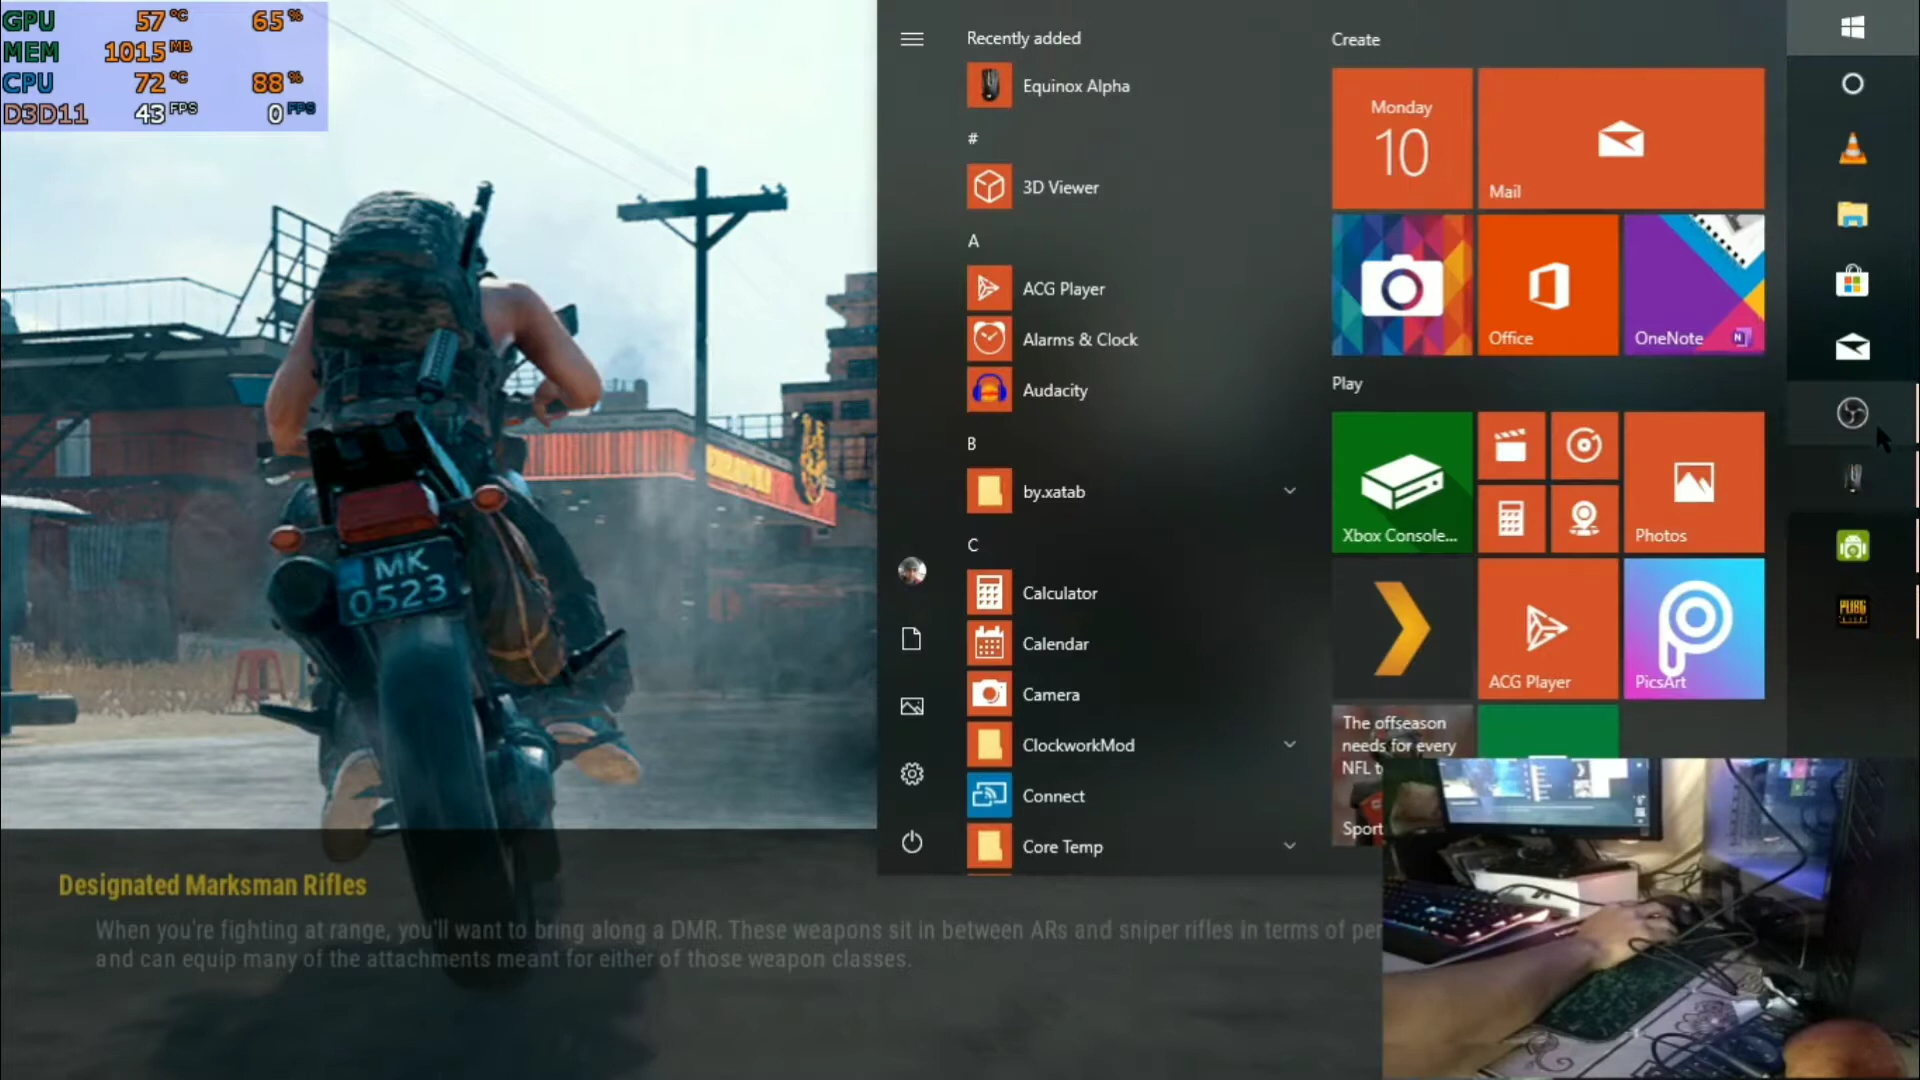 GPU 57 °C 65 %
MEM 1015 MB
CPU 72 °C 88 %
D3D11 43 FPS 0 FPS
MK
0523
Designated Marksman Rifles
When you're fighting at range, you'll want to bring along a DMR. These weapons sit in between ARs and sniper rifles in terms of per
and can equip many of the attachments meant for either of those weapon classes.
Recently added
Equinox Alpha
#
3D Viewer
A
ACG Player
Alarms & Clock
Audacity
B
by.xatab
C
Calculator
Calendar
Camera
ClockworkMod
Connect
Core Temp
Create
Monday
10
Mail
Office
OneNote
N
Play
Xbox Console...
Photos
ACG Player
PicsArt
The offseason
needs for every
NFL t
Sport
PUBG